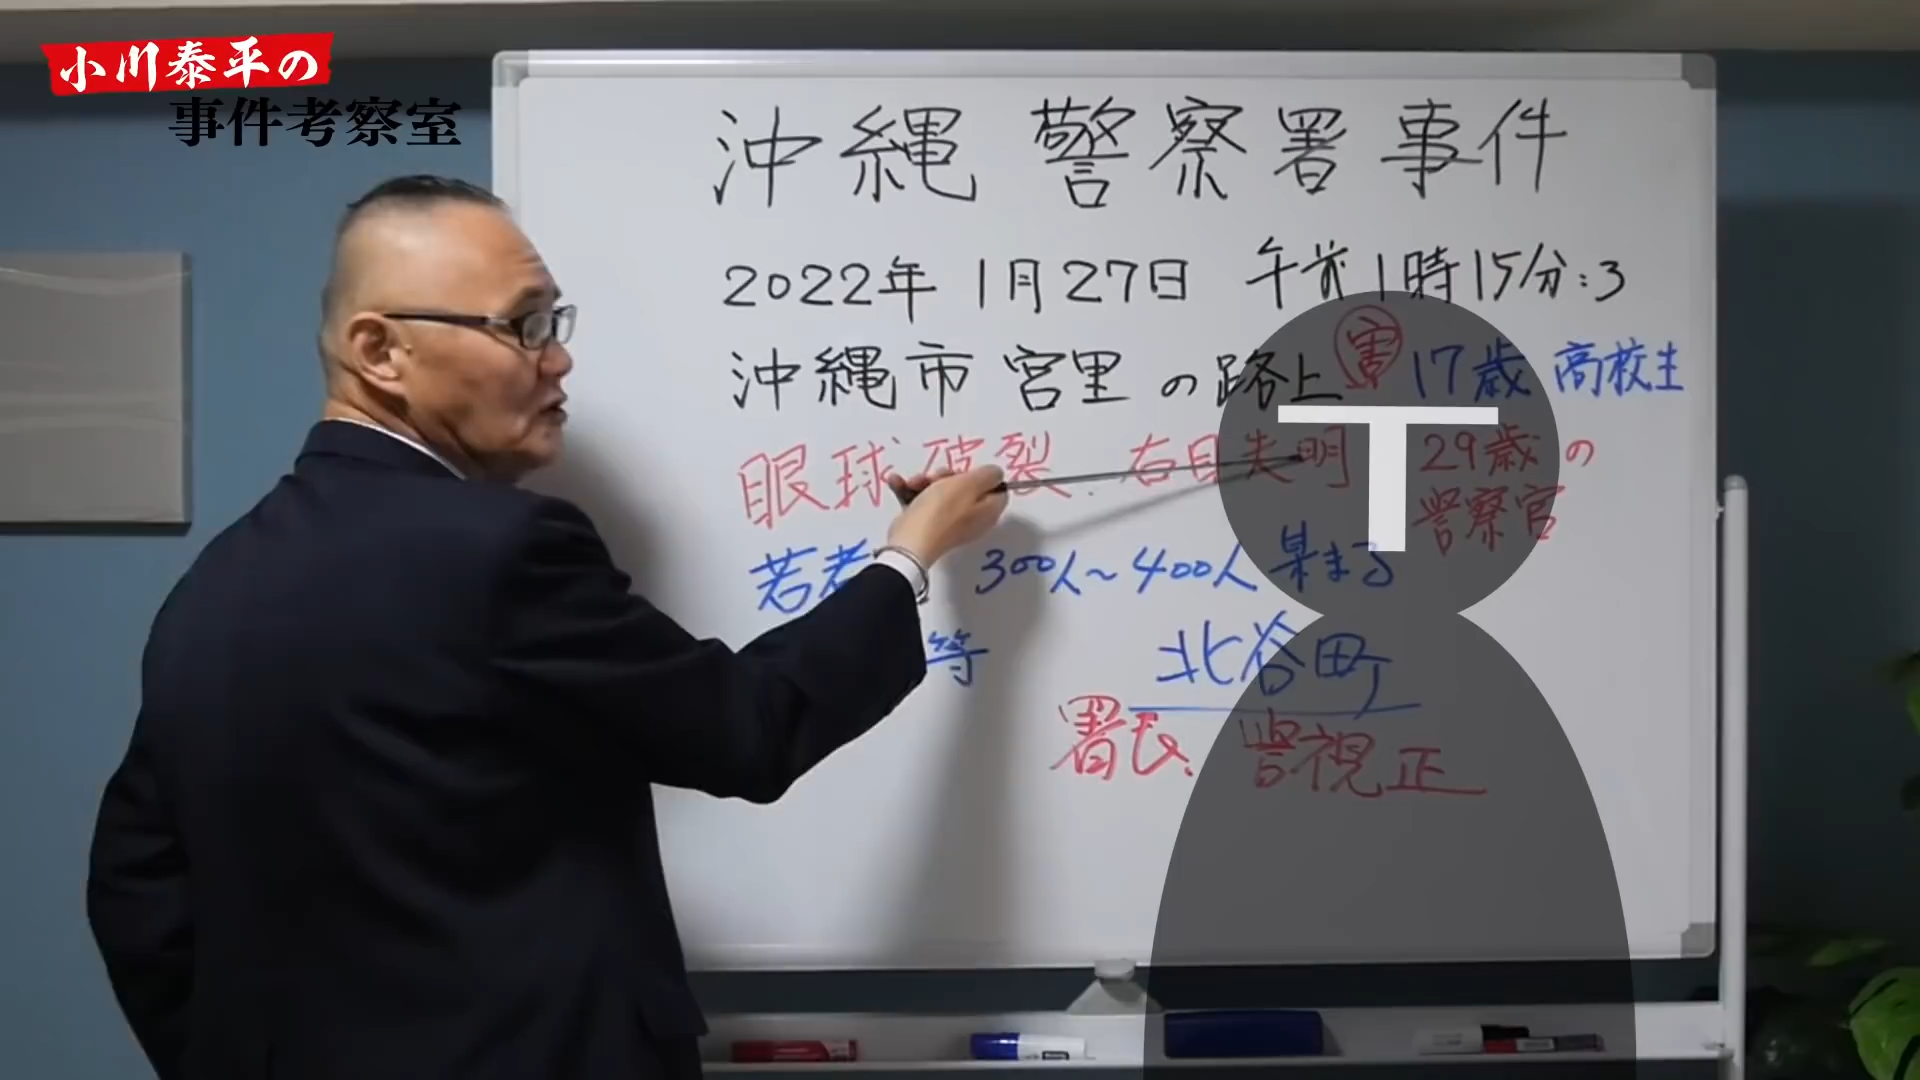 小川泰平の
事件考察室
沖縄警察署事件
2022年 1月27日 午前1時15分:3
沖縄市宮里の路上 害 17歳 高校生
眼球破裂、右目失明 29歳の
警察官
T
若者 300人〜400人 集まる
等 北谷町
署長、警視正